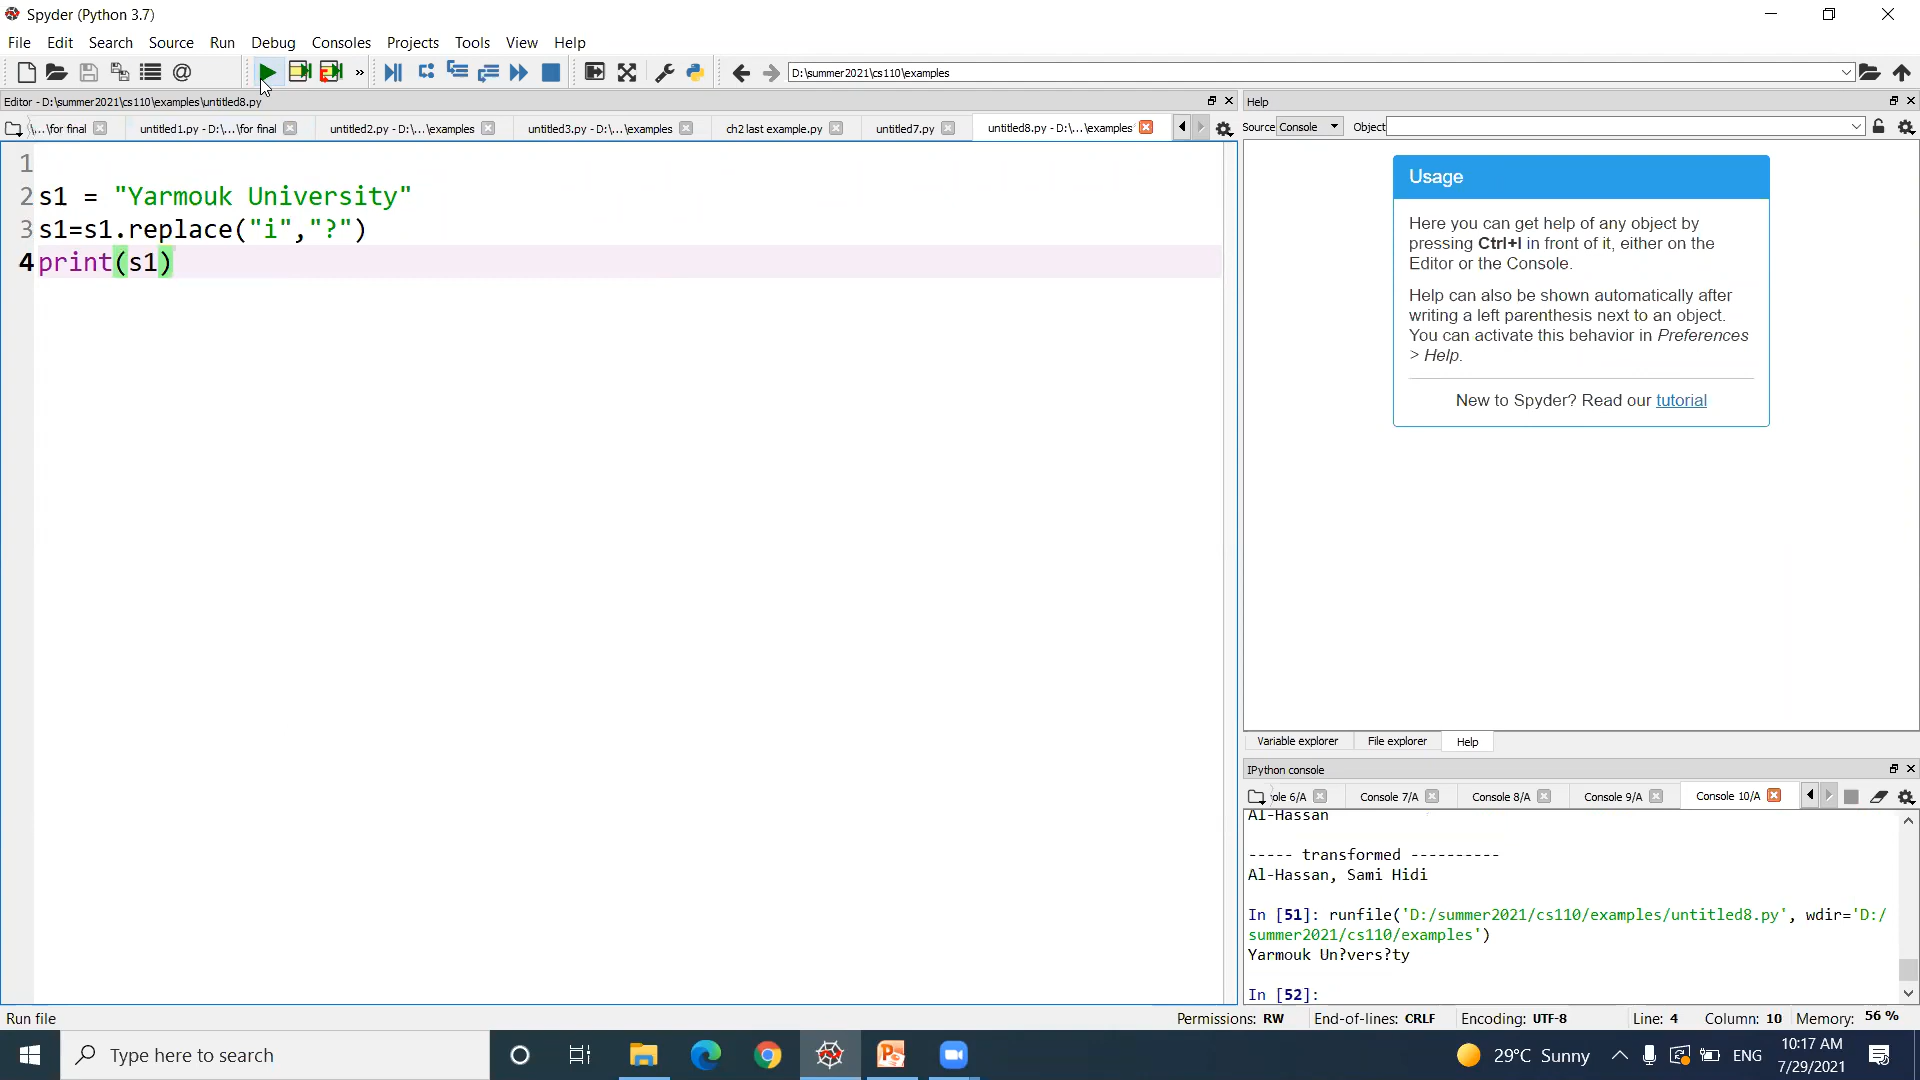 Spyder (Python 3.7)
File Edit Search Source Run Debug Consoles Projects Tools View Help
D:\summer2021\cs110\examples
Editor - D:\summer2021\cs110\examples\untitled8.py
Help
\...\for final untitled1.py - D:\...\for final untitled2.py - D:\...\examples untitled3.py - D:\...\examples ch2 last example.py untitled7.py untitled8.py - D:\...\examples
Source Console Object
1
2 s1 = "Yarmouk University"
3 s1=s1.replace("i","?")
4 print(s1)
Usage
Here you can get help of any object by
pressing Ctrl+I in front of it, either on the
Editor or the Console.
Help can also be shown automatically after
writing a left parenthesis next to an object.
You can activate this behavior in Preferences
> Help.
New to Spyder? Read our tutorial
Variable explorer File explorer Help
IPython console
ole 6/A Console 7/A Console 8/A Console 9/A Console 10/A
Al-Hassan
----- transformed ----------
Al-Hassan, Sami Hidi
In [51]: runfile('D:/summer2021/cs110/examples/untitled8.py', wdir='D:/
summer2021/cs110/examples')
Yarmouk Un?vers?ty
In [52]:
Run file
Permissions: RW End-of-lines: CRLF Encoding: UTF-8 Line: 4 Column: 10 Memory: 56 %
Type here to search
29°C Sunny
ENG
10:17 AM
7/29/2021